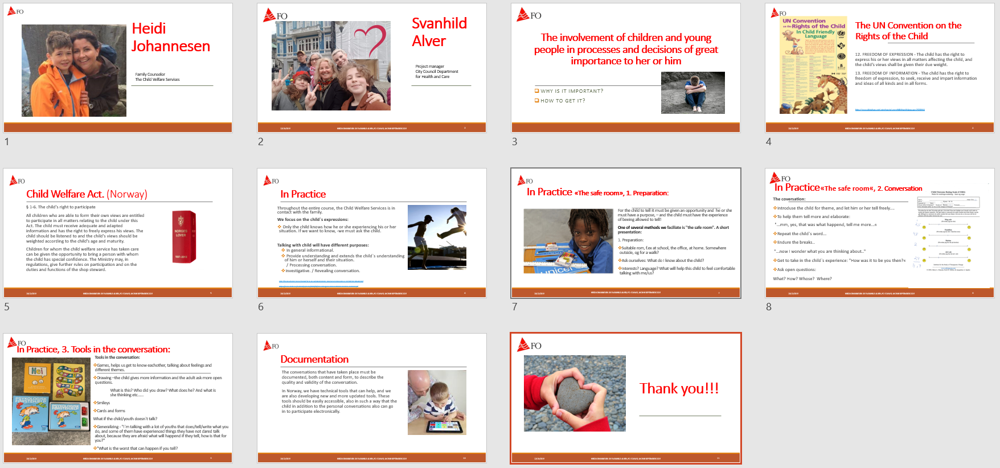 FO
Heidi
Johannesen
Family Counselor
The Child Welfare Servises
1
FO
Svanhild
Alver
Project manager
City Council Department
for Health and Care
2
FO
The involvement of children and young
people in processes and decisions of great
importance to her or him
WHY IS IT IMPORTANT?
HOW TO GET IT?
3
FO
UN Convention
on the Rights of the Child
In Child Friendly
Language
The UN Convention on the
Rights of the Child
12. FREEDOM OF EXPRESSION - The child has the right to
express his or her views in all matters affecting the child, and
the child's views shall be given their due weight.
13. FREEDOM OF INFORMATION - The child has the right to
freedom of expression, to seek, receive and impart information
and ideas of all kinds and in all forms.
4
FO
Child Welfare Act. (Norway)
§ 1-6. The child's right to participate
All children who are able to form their own views are entitled
to participate in all matters relating to the child under this
Act. The child must receive adequate and adapted
information and has the right to freely express his views. The
child should be listened to and the child's views should be
weighted according to the child's age and maturity.
Children for whom the child welfare service has taken care
can be given the opportunity to bring a person with whom
the child has special confidence. The Ministry may, in
regulations, give further rules on participation and on the
duties and functions of the shop steward.
NORGES
LOVER
5
FO
In Practice
Throughout the entire course, the Child Welfare Services is in
contact with the family.
We focus on the child`s expressions:
Only the child knows how he or she experiencing his or her
situation. If we want to know, -we must ask the child.
Talking with child will have different purposes:
In general informational.
Provide understanding and extends the child`s understanding
of him or herself and their situation.
/ Processing conversation.
Investigative. / Revealing conversation.
6
FO
In Practice «The safe room», 1. Preparation:
unicef
For the child to tell it must be given an opportunity and he or she
must have a purpose, – and the child must have the experience
of beeing allowed to tell!
One of several methods we faciliate is "the safe room". A short
presentation:
1. Preparation:
Suitable rom, f.ex at school, the office, at home. Somewhere
outside, og for a walk?
Ask ourselves: What do I know about the child?
Interests? Language? What will help this child to feel comfortable
talking with me/us?
7
FO
In Practice «The safe room«, 2. Conversation
The coversation:
Introduse the child for theme, and let him or her tell freely....
To help them tell more and elaborate:
"...mm, yes, that was what happend, tell me more...«
Repeat the child`s word...
Endure the breaks..
"...now I wonder what you are thinking about.."
Get to take in the child`s experience: "How was it to be you then?«
Ask open questions:
What? How? Whose? Where?
8
FO
In Practice, 3. Tools in the conversation:
Hei
PSYKOLOGISK
FØRSTEHJELP
PSYKOLOGISK
FØRSTEHJELP
Tools in the conversation:
Games, helps us get to know eachother, talking about feelings and
different themes.
Drawing –the child gives more information and the adult ask more open
questions.
What is this? Who did you draw? What does he? And what is
she thinking etc......
Smileys
Cards and forms
What if the child/youth doesn`t talk?
Generalizing - "I`m talking with a lot of youths that does/tell/write what you
do, and some of them have experienced things they have not dared talk
about, because they are afraid what will happend if they tell, how is that for
you?"
"What is the worst that can happen if you tell?
9
FO
Documentation
The conversations that have taken place must be
documented, both content and form, to describe the
quality and validity of the conversation.
In Norway, we have technical tools that can help, and we
are also developing new and more updated tools. These
tools should be easily accessible, also in such a way that the
child in addition to the personal conversations also can go
in to participate electronically.
10
FO
Thank you!!!
11